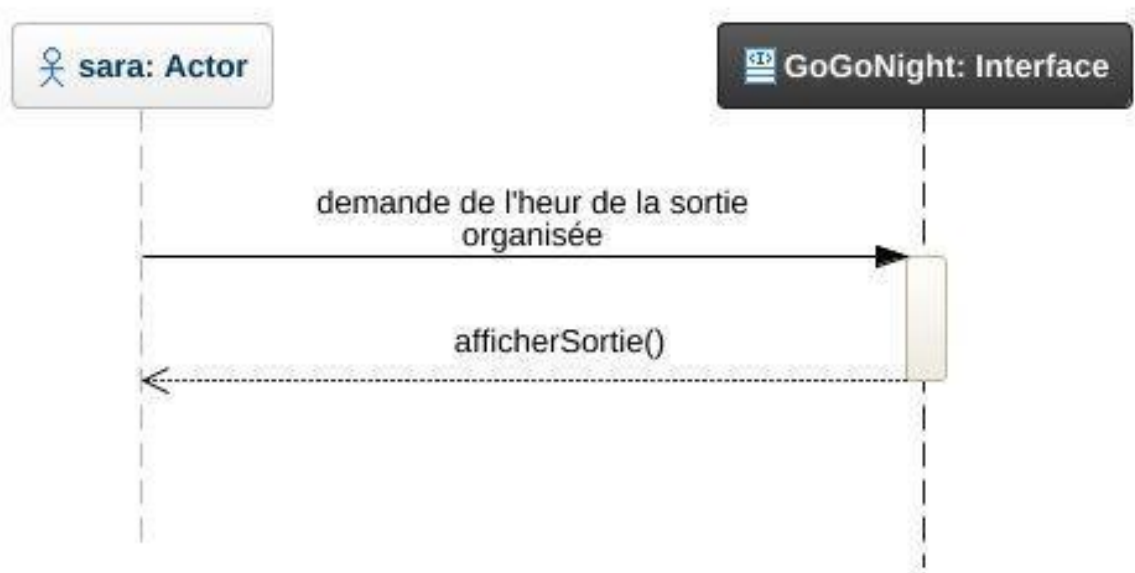 sara: Actor
GoGoNight: Interface
demande de l'heur de la sortie
organisée
afficherSortie()